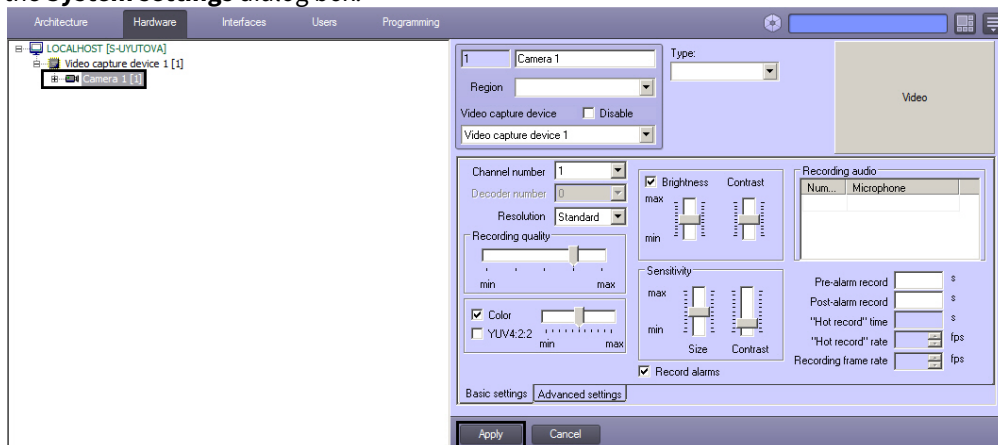 the System settings dialog box.
Architecture Hardware Interfaces Users Programming
LOCALHOST [S-UYUTOVA]
Video capture device 1 [1]
Camera 1 [1]
1 Camera 1
Type:
Region
Video capture device Disable
Video capture device 1
Video
Channel number 1
Decoder number 0
Resolution Standard
Recording quality
min max
Color
YUV4:2:2
min max
Brightness Contrast
max
min
Sensitivity
max
min
Size Contrast
Record alarms
Recording audio
Num... Microphone
Pre-alarm record s
Post-alarm record s
"Hot record" time s
"Hot record" rate fps
Recording frame rate fps
Basic settings Advanced settings
Apply Cancel